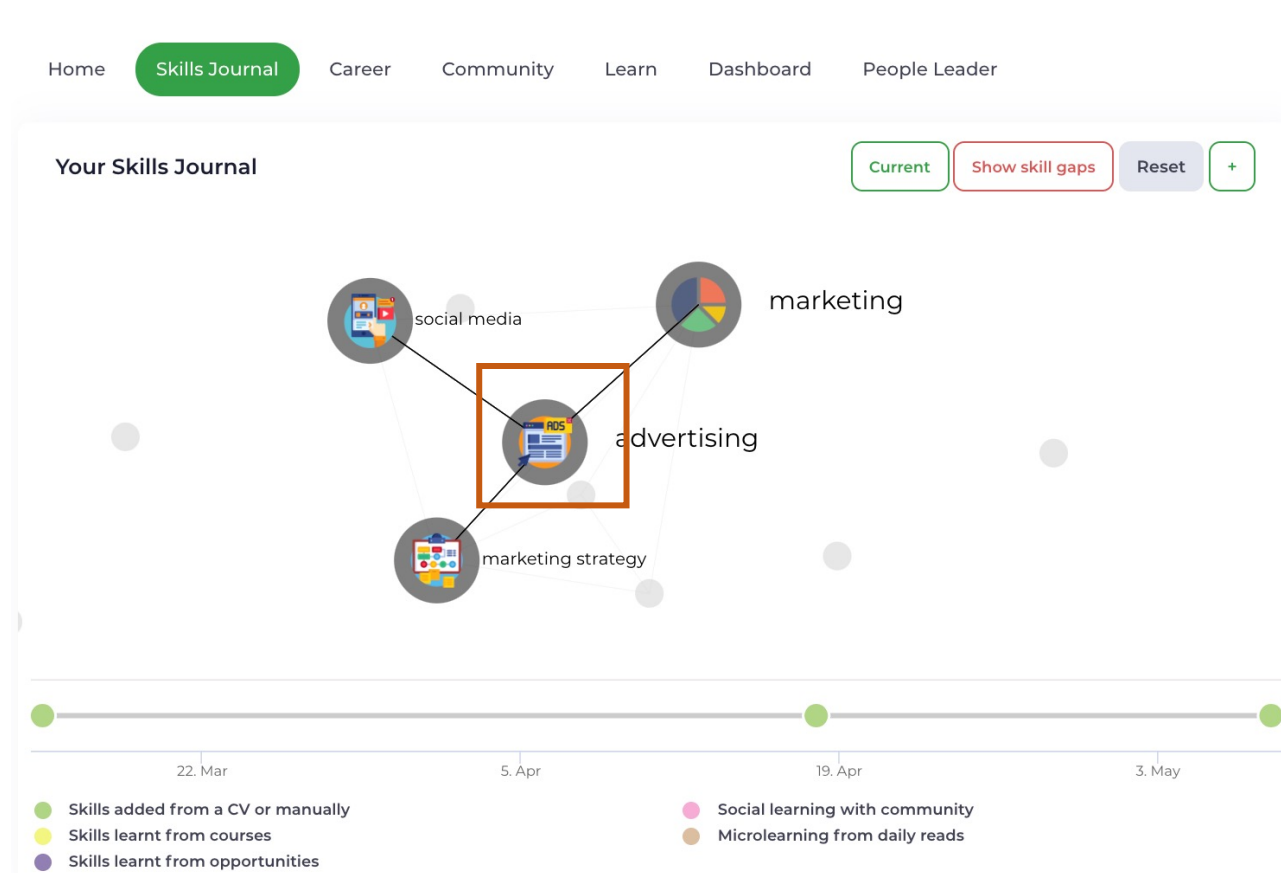 Home Skills Journal Career Community Learn Dashboard People Leader
Your Skills Journal Current Show skill gaps Reset +
marketing
social media
ADS
advertising
marketing strategy
22. Mar 5. Apr 19. Apr 3. May
Skills added from a CV or manually Social learning with community
Skills learnt from courses Microlearning from daily reads
Skills learnt from opportunities